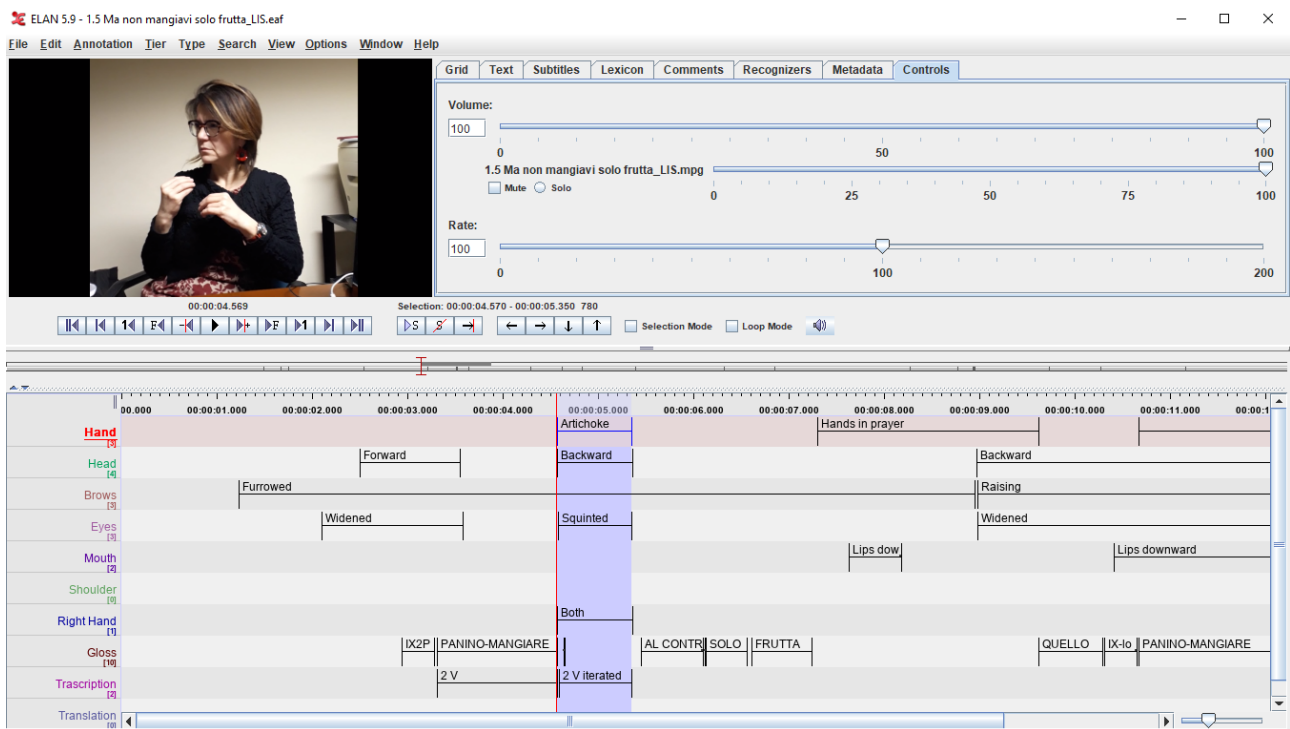 ELAN 5.9 - 1.5 Ma non mangiavi solo frutta_LIS.eaf
File Edit Annotation Tier Type Search View Options Window Help
Grid Text Subtitles Lexicon Comments Recognizers Metadata Controls
Volume:
100
0 50 100
1.5 Ma non mangiavi solo frutta_LIS.mpg
Mute Solo
0 25 50 75 100
Rate:
100
0 100 200
00:00:04.569
Selection: 00:00:04.570 - 00:00:05.350 780
1 F + F 1 S S Selection Mode Loop Mode
00.000 00:00:01.000 00:00:02.000 00:00:03.000 00:00:04.000 00:00:05.000 00:00:06.000 00:00:07.000 00:00:08.000 00:00:09.000 00:00:10.000 00:00:11.000 00:00:1
Hand Artichoke Hands in prayer
[3]
Head Forward Backward Backward
[4]
Brows Furrowed Raising
[3]
Eyes Widened Squinted Widened
[3]
Mouth Lips dow Lips downward
[2]
Shoulder
[0]
Right Hand Both
[1]
Gloss IX2P PANINO-MANGIARE AL CONTR SOLO FRUTTA QUELLO IX-lo PANINO-MANGIARE
[10]
Trascription 2 V 2 V iterated
[2]
Translation
[0]